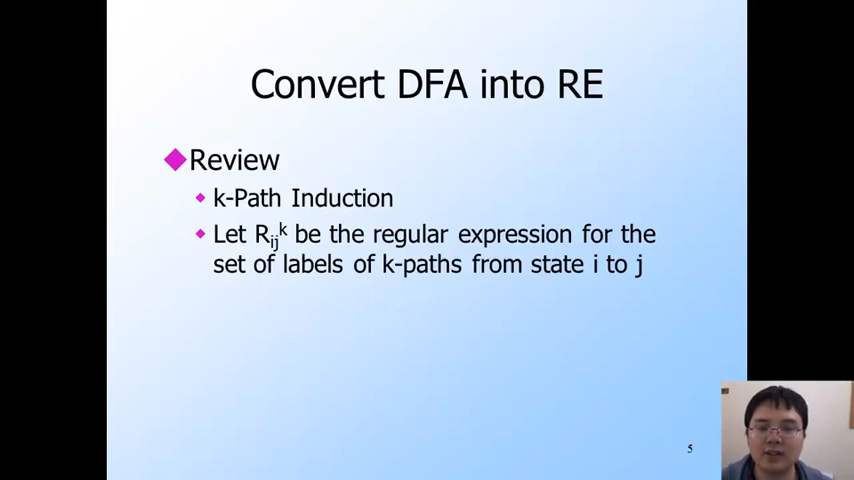 Convert DFA into RE
Review
k-Path Induction
Let Rᵢⱼᵏ be the regular expression for the
set of labels of k-paths from state i to j
5